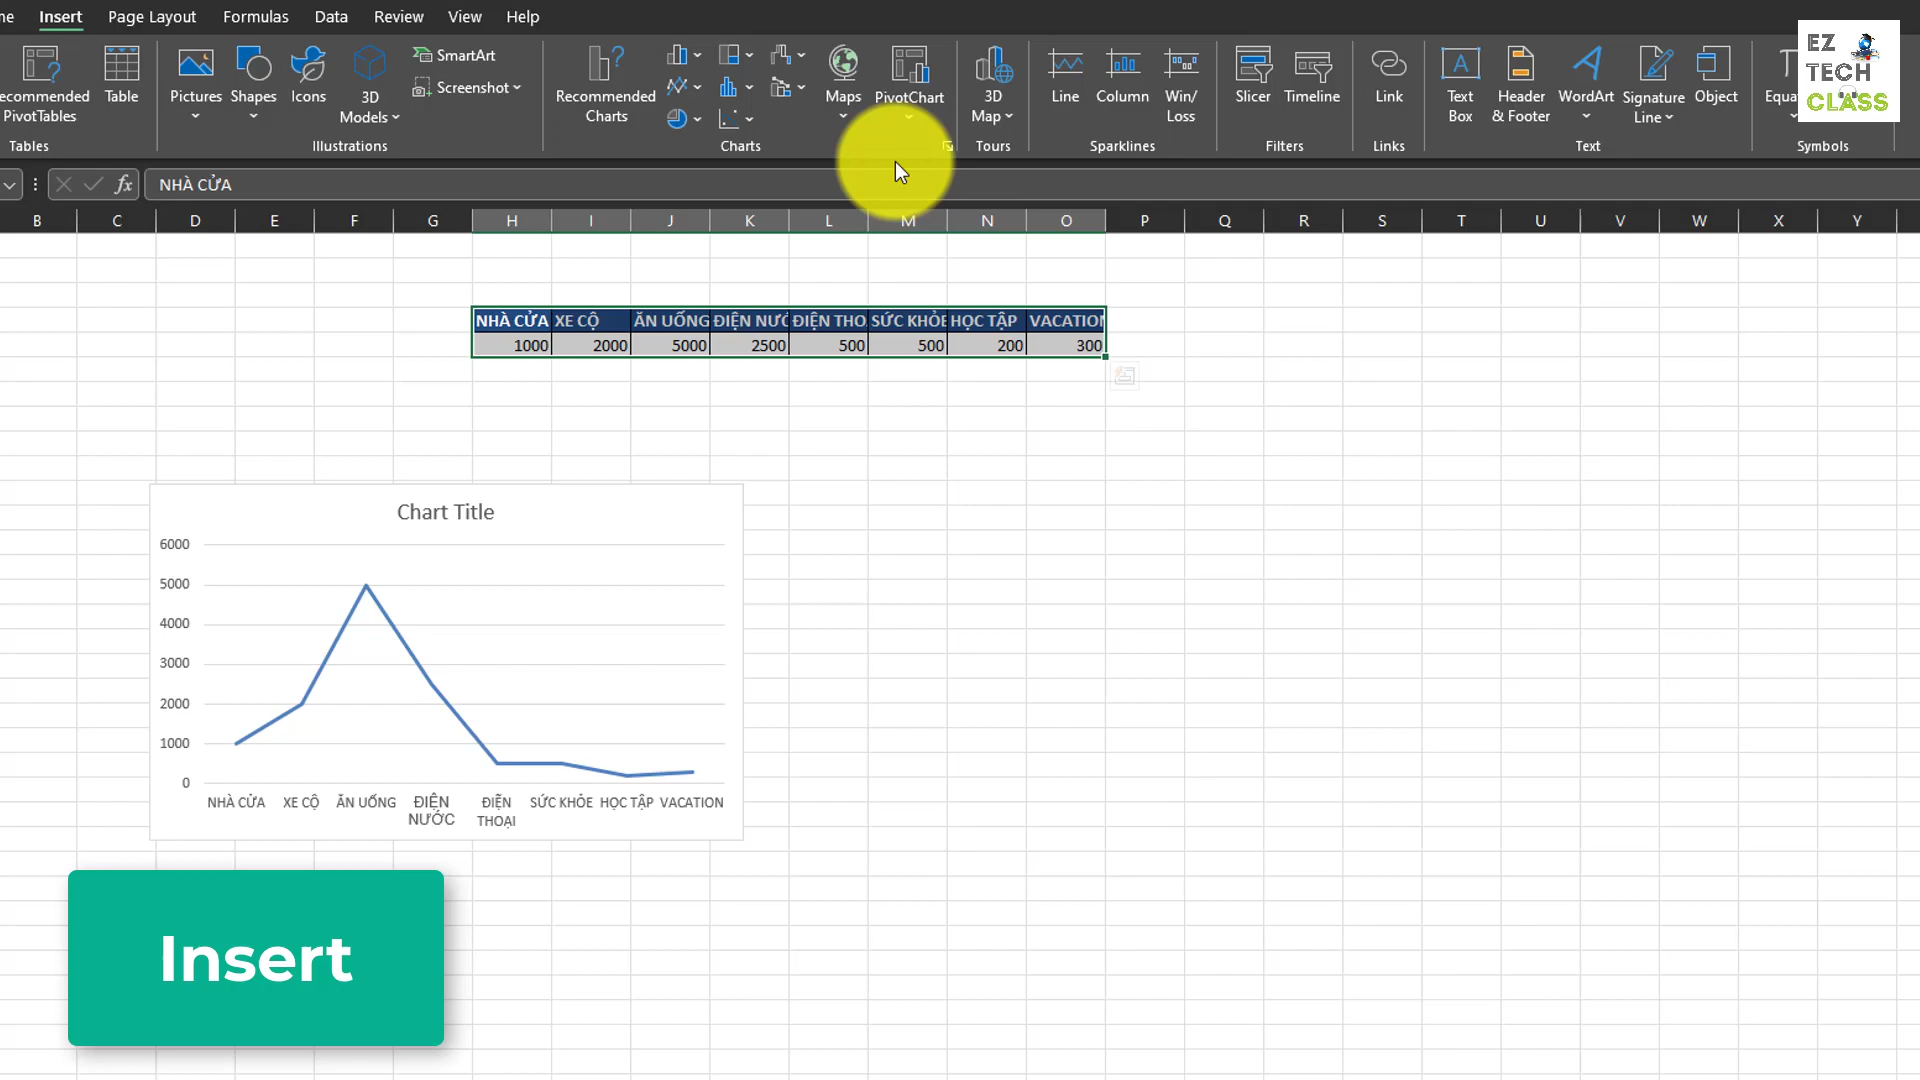 me Insert Page Layout Formulas Data Review View Help
ecommended PivotTables
Table
Pictures
Shapes
Icons
3D Models
SmartArt
Screenshot
Recommended Charts
Maps
PivotChart
3D Map
Line
Column
Win/ Loss
Slicer
Timeline
Link
Text Box
Header & Footer
WordArt
Signature Line
Object
Equa
Tables Illustrations Charts Tours Sparklines Filters Links Text Symbols
EZ
TECH
CLASS
fx NHÀ CỬA
B C D E F G H I J K L M N O P Q R S T U V W X Y
NHÀ CỬA XE CỘ ĂN UỐNG ĐIỆN NƯỚC ĐIỆN THO SỨC KHỎE HỌC TẬP VACATION
1000 2000 5000 2500 500 500 200 300
Chart Title
6000
5000
4000
3000
2000
1000
0
NHÀ CỬA XE CỘ ĂN UỐNG ĐIỆN NƯỚC ĐIỆN THOẠI SỨC KHỎE HỌC TẬP VACATION
Insert